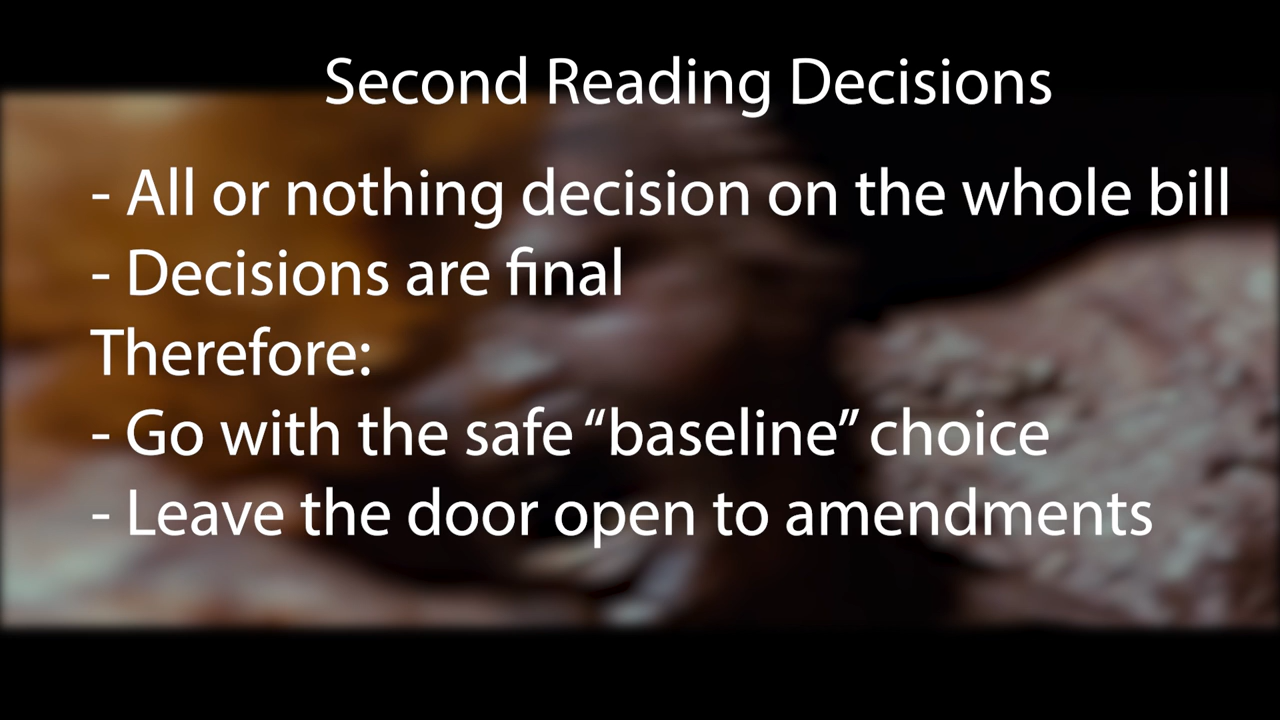 Second Reading Decisions
- All or nothing decision on the whole bill
- Decisions are final
Therefore:
- Go with the safe “baseline” choice
- Leave the door open to amendments